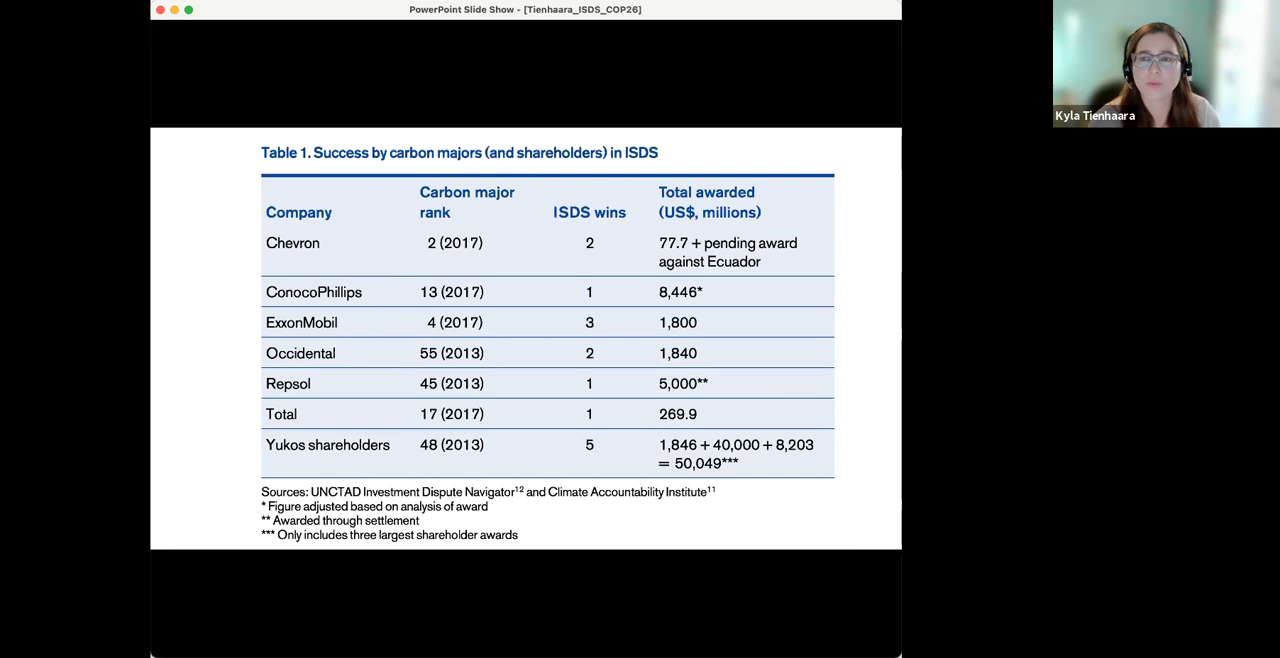 PowerPoint Slide Show - [Tienhaara_ISDS_COP26]
Kyla Tienhaara
Table 1. Success by carbon majors (and shareholders) in ISDS
Company Carbon major rank ISDS wins Total awarded (US$, millions)
Chevron 2 (2017) 2 77.7 + pending award against Ecuador
ConocoPhillips 13 (2017) 1 8,446*
ExxonMobil 4 (2017) 3 1,800
Occidental 55 (2013) 2 1,840
Repsol 45 (2013) 1 5,000**
Total 17 (2017) 1 269.9
Yukos shareholders 48 (2013) 5 1,846 + 40,000 + 8,203 = 50,049***
Sources: UNCTAD Investment Dispute Navigator¹² and Climate Accountability Institute¹¹
* Figure adjusted based on analysis of award
** Awarded through settlement
*** Only includes three largest shareholder awards